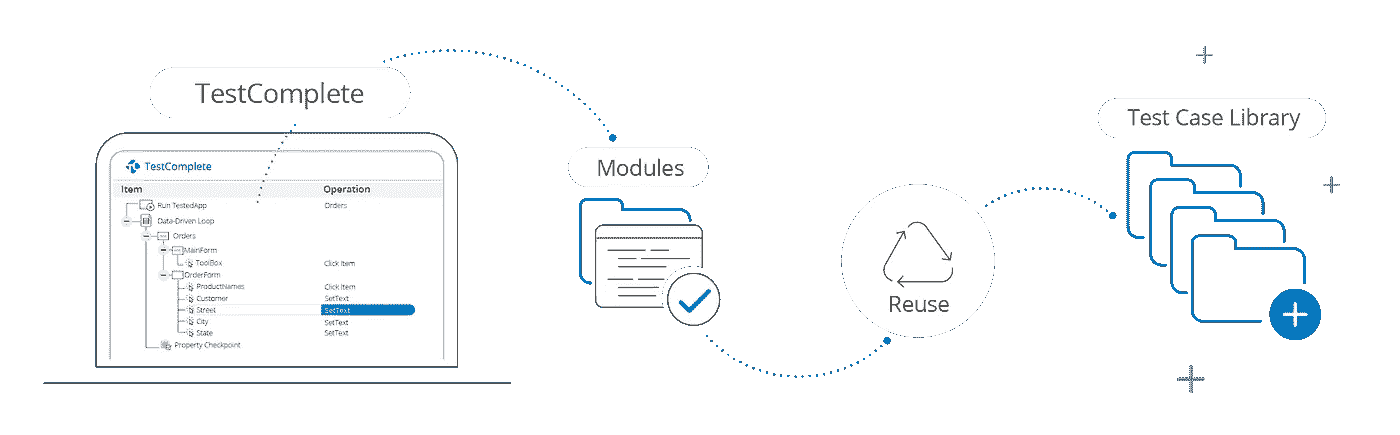 TestComplete
TestComplete
Item Operation
Run TestedApp Orders
Data-Driven Loop
Orders
MainForm
ToolBox Click Item
OrderForm
ProductNames Click Item
Customer SetText
Street SetText
City SetText
State SetText
Property Checkpoint
Modules
Reuse
Test Case Library